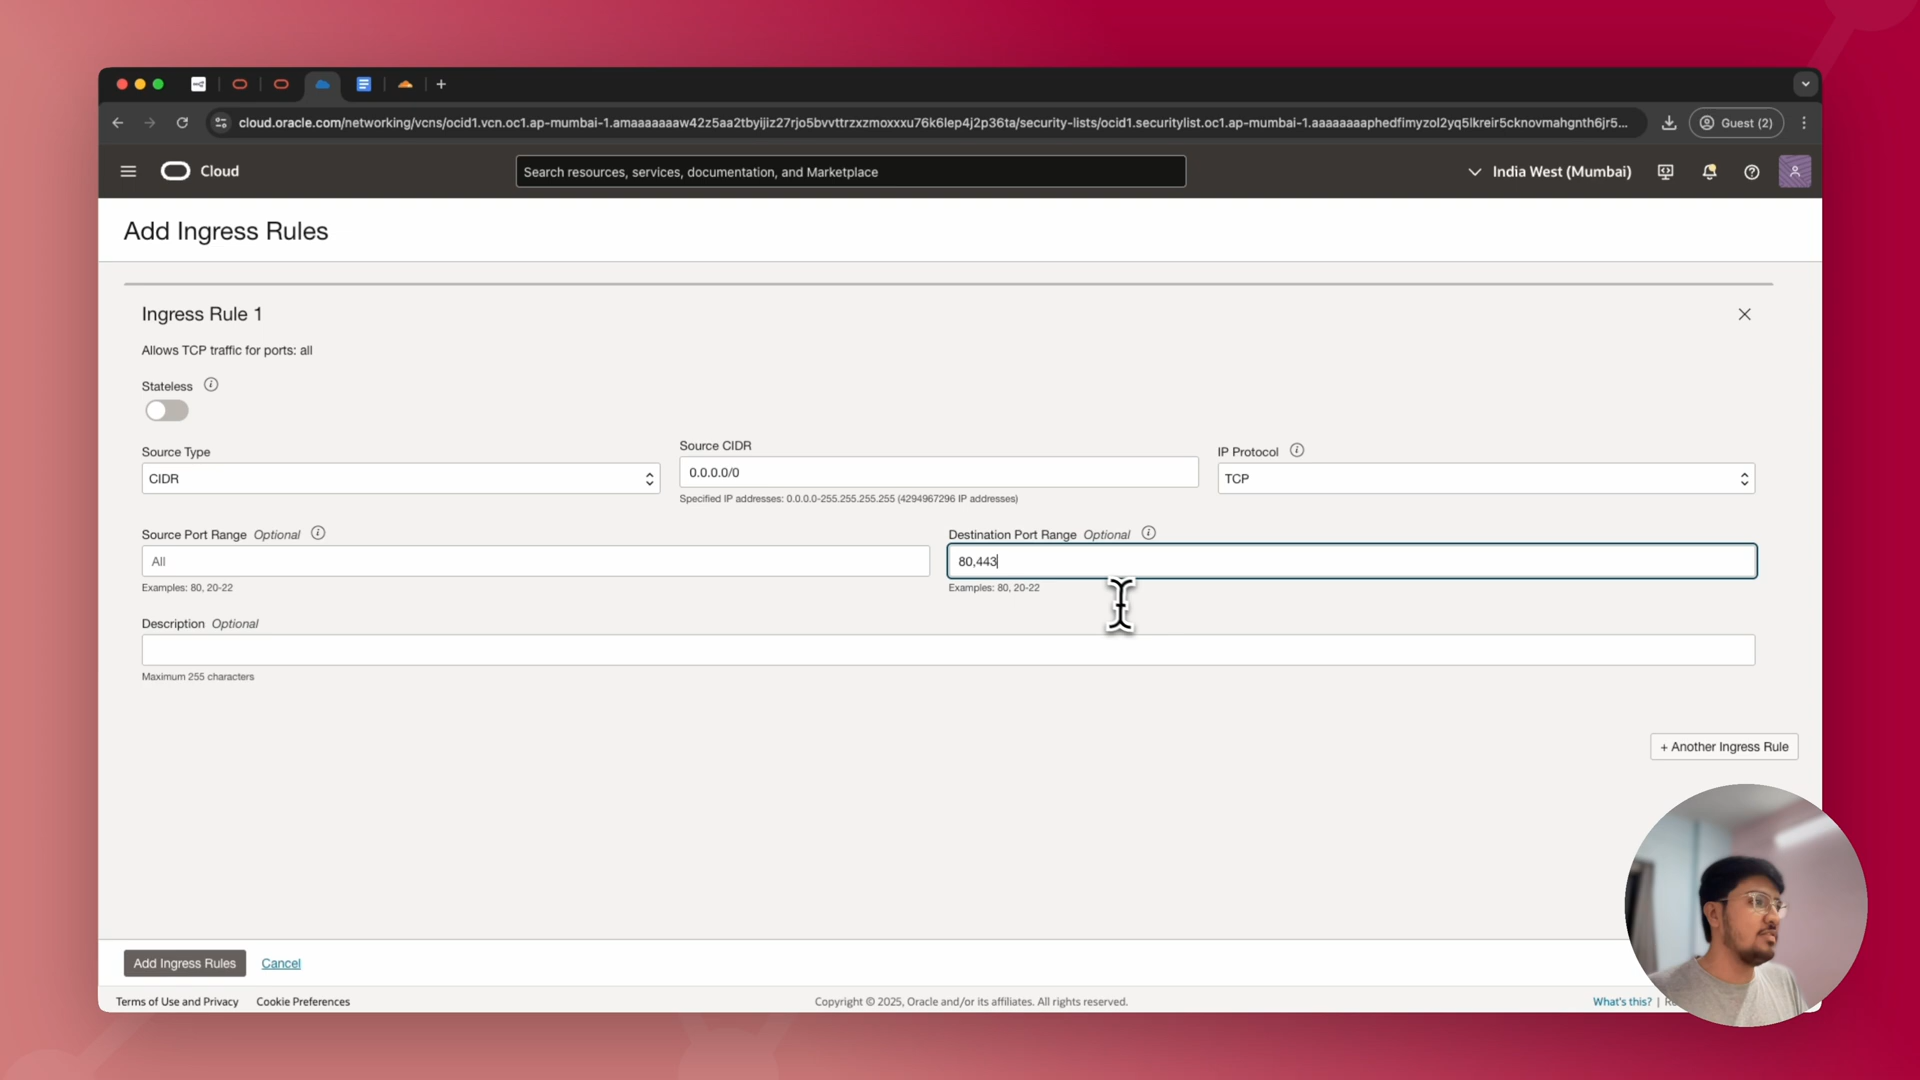 cloud.oracle.com/networking/vcns/ocid1.vcn.oc1.ap-mumbai-1.amaaaaaaaw42z5aa2tbyijiz27rjo5bvvttrzxzmoxxxu76k6lep4j2p36ta/security-lists/ocid1.securitylist.oc1.ap-mumbai-1.aaaaaaaaphedfimyzol2yq5lkreir5cknovmahgnth6jr5...
Guest (2)
Cloud
Search resources, services, documentation, and Marketplace
India West (Mumbai)
Add Ingress Rules
Ingress Rule 1
Allows TCP traffic for ports: all
Stateless
Source Type
Source CIDR
IP Protocol
CIDR
0.0.0.0/0
TCP
Specified IP addresses: 0.0.0.0-255.255.255.255 (4294967296 IP addresses)
Source Port Range Optional
Destination Port Range Optional
All
80,443
Examples: 80, 20-22
Examples: 80, 20-22
Description Optional
Maximum 255 characters
+ Another Ingress Rule
Add Ingress Rules
Cancel
Terms of Use and Privacy
Cookie Preferences
Copyright © 2025, Oracle and/or its affiliates. All rights reserved.
What's this? |